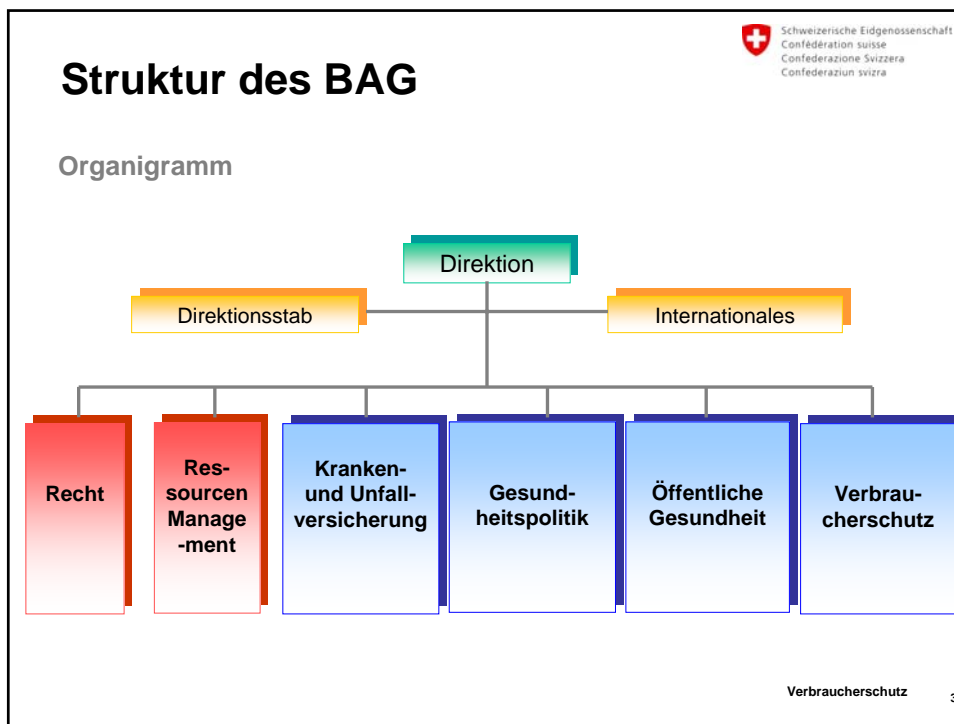 Schweizerische Eidgenossenschaft
Confédération suisse
Confederazione Svizzera
Confederaziun svizra
Struktur des BAG
Organigramm
Direktion
Direktionsstab
Internationales
Recht
Res-
sourcen
Manage
-ment
Kranken-
und Unfall-
versicherung
Gesund-
heitspolitik
Öffentliche
Gesundheit
Verbrau-
cherschutz
Verbraucherschutz
3